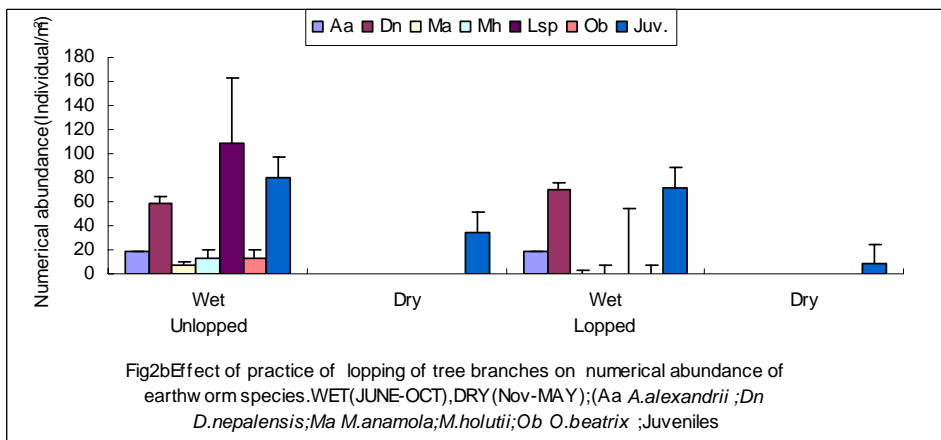 Aa Dn Ma Mh Lsp Ob Juv.
Numerical abundance(Individual/m²)
180
160
140
120
100
80
60
40
20
0
Wet Dry Wet Dry
Unlopped Lopped
Fig2bEffect of practice of lopping of tree branches on numerical abundance of
earthw orm species.WET(JUNE-OCT),DRY(Nov-MAY);(Aa A.alexandrii ;Dn
D.nepalensis;Ma M.anamola;M.holutii;Ob O.beatrix ;Juveniles